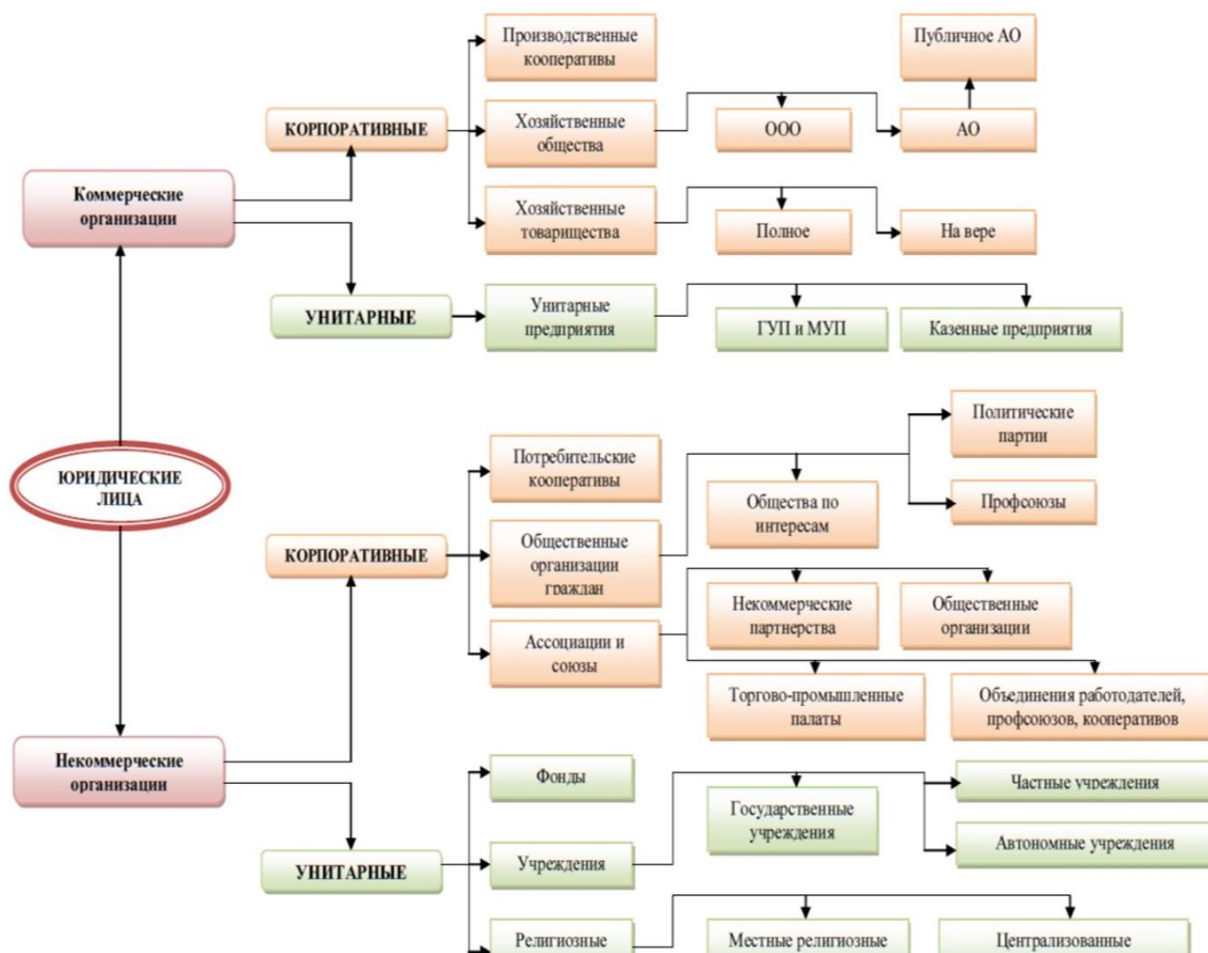 Производственные
кооперативы
Публичное АО
КОРПОРАТИВНЫЕ
Хозяйственные
общества
ООО
АО
Коммерческие
организации
Хозяйственные
товарищества
Полное
На вере
УНИТАРНЫЕ
Унитарные
предприятия
ГУП и МУП
Казенные предприятия
ЮРИДИЧЕСКИЕ
ЛИЦА
Потребительские
кооперативы
Политические
партии
Общества по
интересам
Профсоюзы
КОРПОРАТИВНЫЕ
Общественные
организации
граждан
Некоммерческие
партнерства
Общественные
организации
Ассоциации и
союзы
Торгово-промышленные
палаты
Объединения работодателей,
профсоюзов, кооперативов
Некоммерческие
организации
Фонды
Государственные
учреждения
Частные учреждения
УНИТАРНЫЕ
Учреждения
Автономные учреждения
Религиозные
Местные религиозные
Централизованные